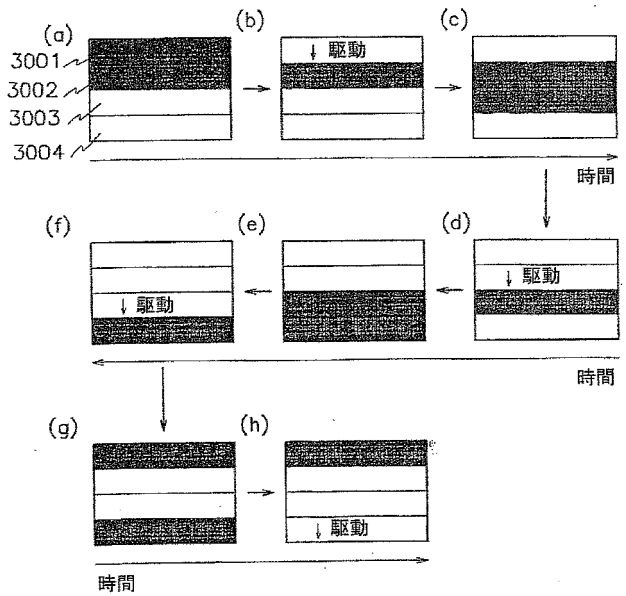 (a)
(b)
(c)
3001
3002
3003
3004
駆動
時間
(f)
(e)
(d)
駆動
駆動
時間
(g)
(h)
駆動
時間